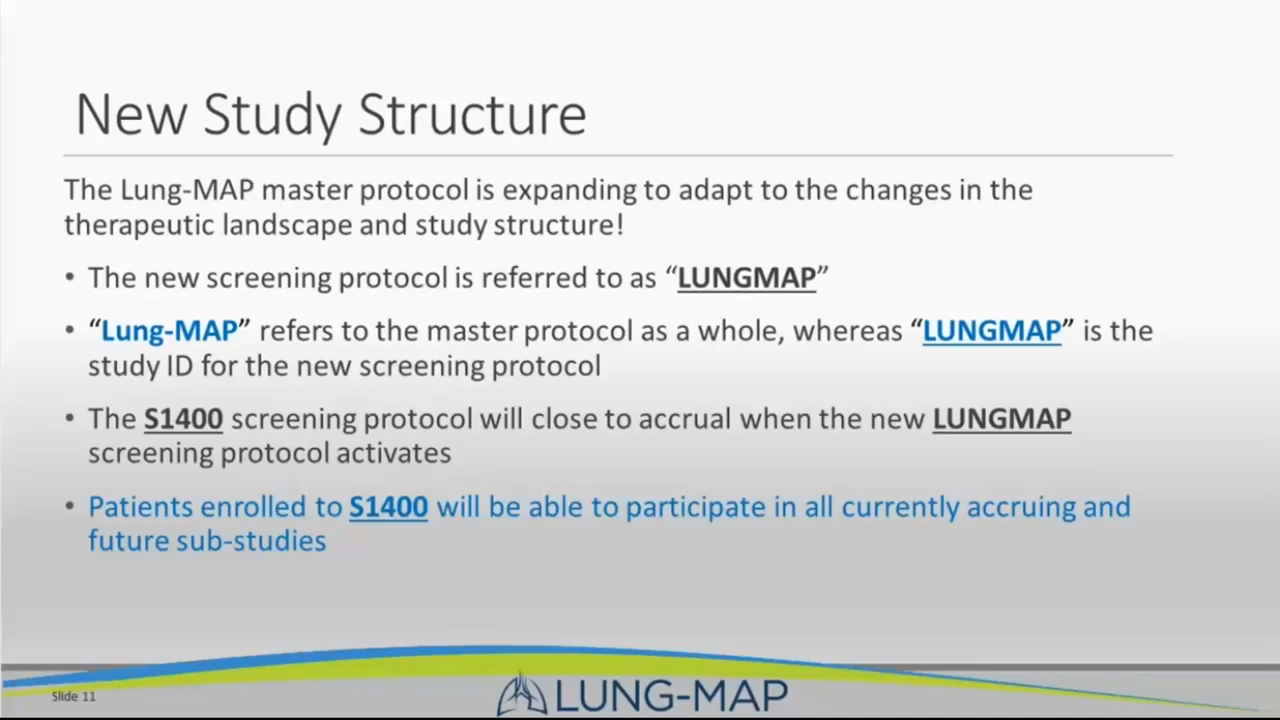 New Study Structure
The Lung-MAP master protocol is expanding to adapt to the changes in the
therapeutic landscape and study structure!
• The new screening protocol is referred to as “LUNGMAP”
• “Lung-MAP” refers to the master protocol as a whole, whereas “LUNGMAP” is the
study ID for the new screening protocol
• The S1400 screening protocol will close to accrual when the new LUNGMAP
screening protocol activates
• Patients enrolled to S1400 will be able to participate in all currently accruing and
future sub-studies
Slide 11
LUNG-MAP